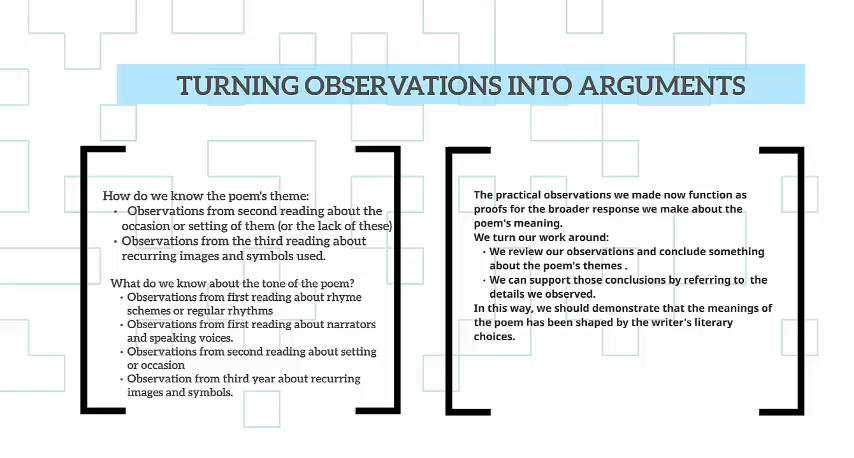 TURNING OBSERVATIONS INTO ARGUMENTS
How do we know the poem's theme:
• Observations from second reading about the
occasion or setting of them (or the lack of these)
• Observations from the third reading about
recurring images and symbols used.
What do we know about the tone of the poem?
• Observations from first reading about rhyme
schemes or regular rhythms
• Observations from first reading about narrators
and speaking voices.
• Observations from second reading about setting
or occasion
• Observation from third year about recurring
images and symbols.
The practical observations we made now function as
proofs for the broader response we make about the
poem's meaning.
We turn our work around:
• We review our observations and conclude something
about the poem's themes .
• We can support those conclusions by referring to the
details we observed.
In this way, we should demonstrate that the meanings of
the poem has been shaped by the writer's literary
choices.